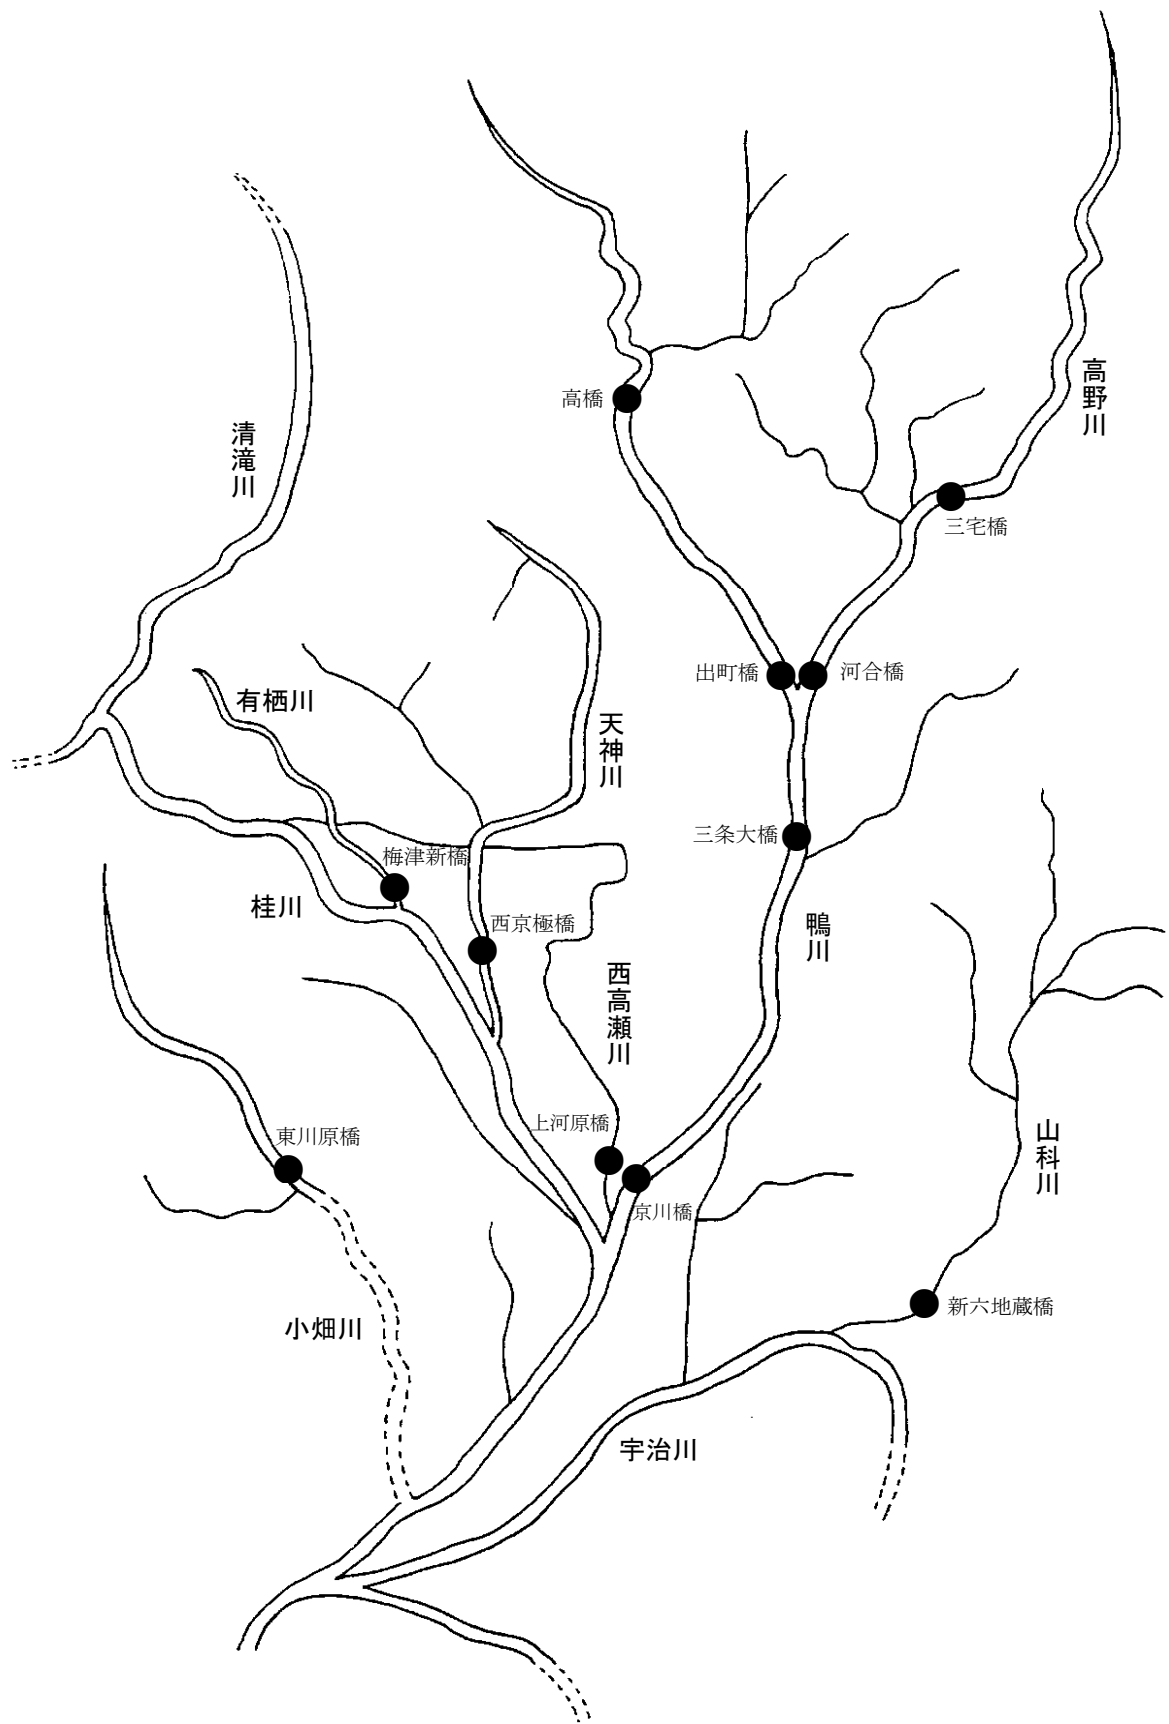 高野川
高橋
清滝川
三宅橋
出町橋
河合橋
有栖川
天神川
三条大橋
梅津新橋
桂川
西京極橋
鴨川
西高瀬川
上河原橋
東川原橋
山科川
京川橋
新六地蔵橋
小畑川
宇治川